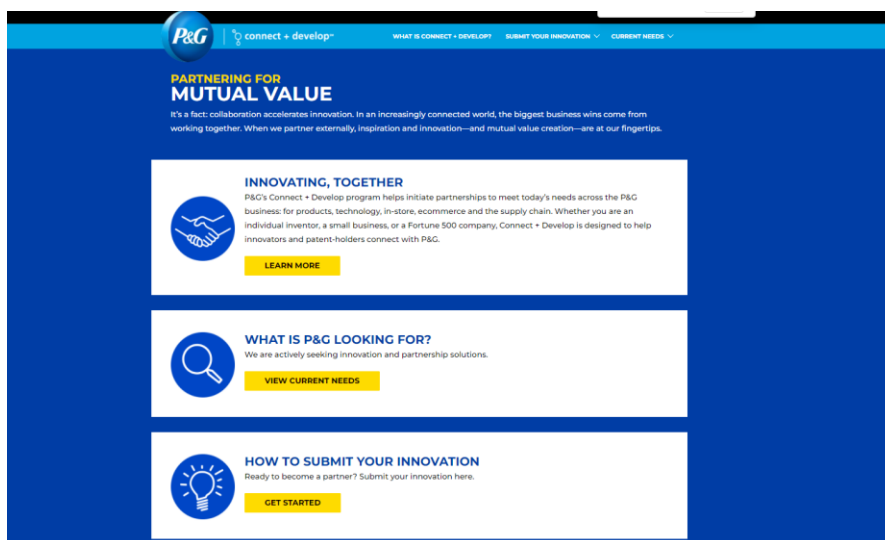 P&G
connect + develop℠
WHAT IS CONNECT + DEVELOP?
SUBMIT YOUR INNOVATION
CURRENT NEEDS
PARTNERING FOR
MUTUAL VALUE
It's a fact: collaboration accelerates innovation. In an increasingly connected world, the biggest business wins come from
working together. When we partner externally, inspiration and innovation—and mutual value creation—are at our fingertips.
INNOVATING, TOGETHER
P&G's Connect + Develop program helps initiate partnerships to meet today's needs across the P&G
business: for products, technology, in-store, ecommerce and the supply chain. Whether you are an
individual inventor, a small business, or a Fortune 500 company, Connect + Develop is designed to help
innovators and patent-holders connect with P&G.
LEARN MORE
WHAT IS P&G LOOKING FOR?
We are actively seeking innovation and partnership solutions.
VIEW CURRENT NEEDS
HOW TO SUBMIT YOUR INNOVATION
Ready to become a partner? Submit your innovation here.
GET STARTED